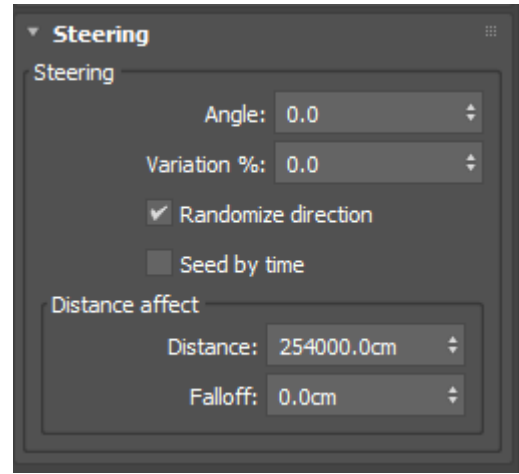 Steering
Steering
Angle: 0.0
Variation %: 0.0
Randomize direction
Seed by time
Distance affect
Distance: 254000.0cm
Falloff: 0.0cm